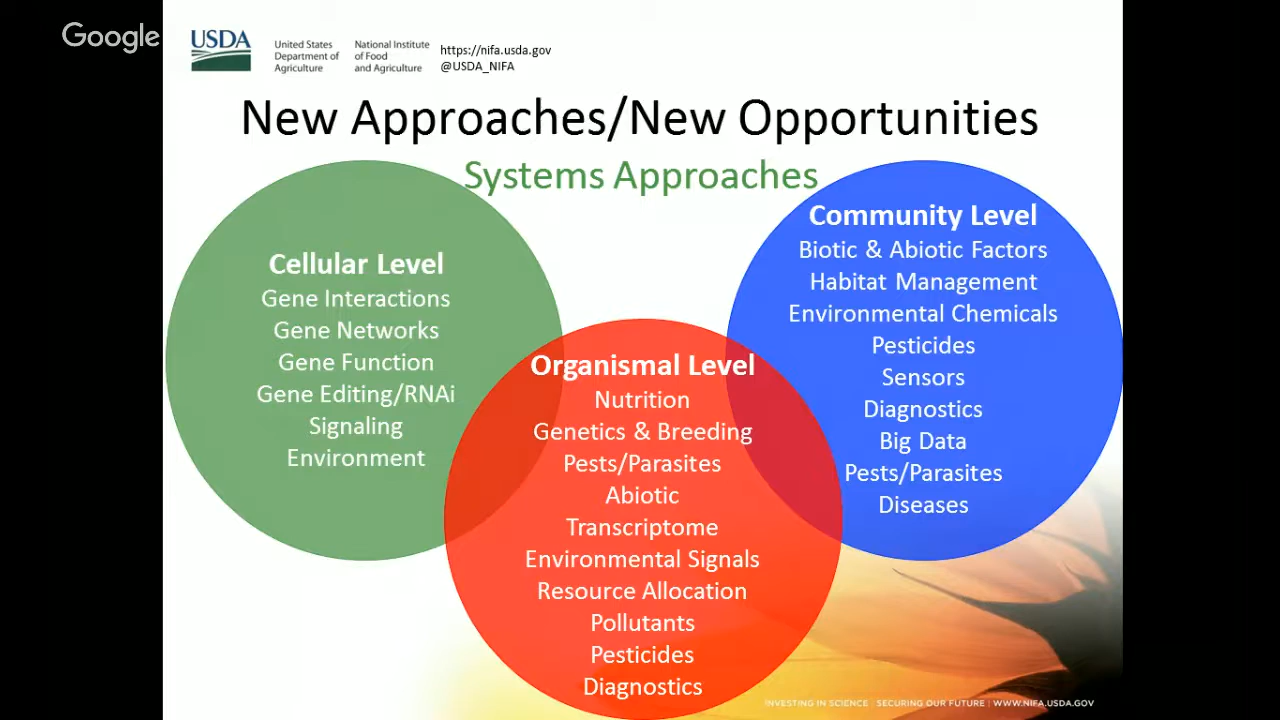 Google
USDA
United States
Department of
Agriculture
National Institute
of Food
and Agriculture
https://nifa.usda.gov
@USDA_NIFA
New Approaches/New Opportunities
Systems Approaches
Cellular Level
Gene Interactions
Gene Networks
Gene Function
Gene Editing/RNAi
Signaling
Environment
Organismal Level
Nutrition
Genetics & Breeding
Pests/Parasites
Abiotic
Transcriptome
Environmental Signals
Resource Allocation
Pollutants
Pesticides
Diagnostics
Community Level
Biotic & Abiotic Factors
Habitat Management
Environmental Chemicals
Pesticides
Sensors
Diagnostics
Big Data
Pests/Parasites
Diseases
INVESTING IN SCIENCE | SECURING OUR FUTURE | WWW.NIFA.USDA.GOV